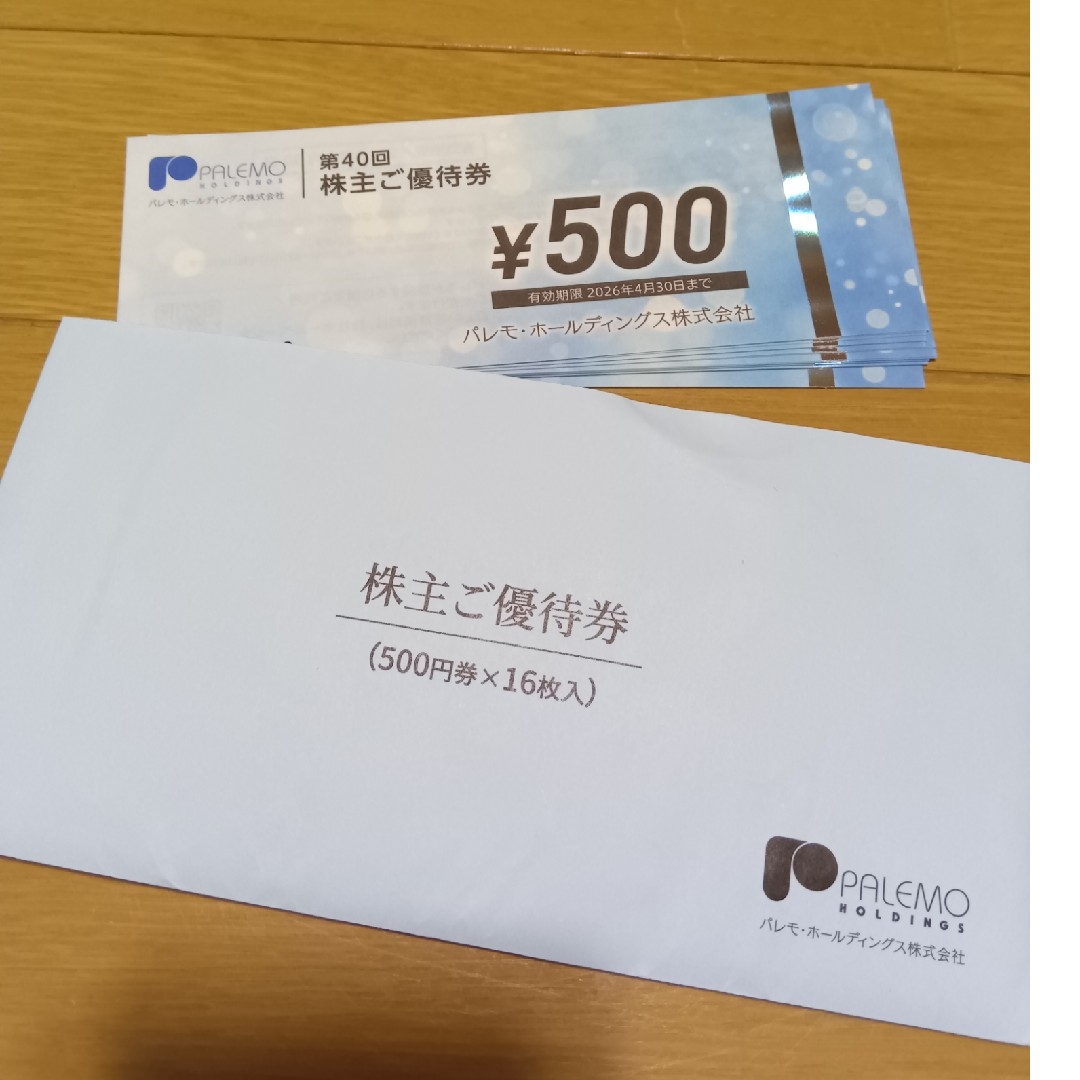 PALEMO
HOLDINGS
パレモ・ホールディングス株式会社
第40回
株主ご優待券
¥500
有効期限 2026年4月30日まで
パレモ・ホールディングス株式会社
株主ご優待券
(500円券×16枚入)
PALEMO
HOLDINGS
パレモ・ホールディングス株式会社